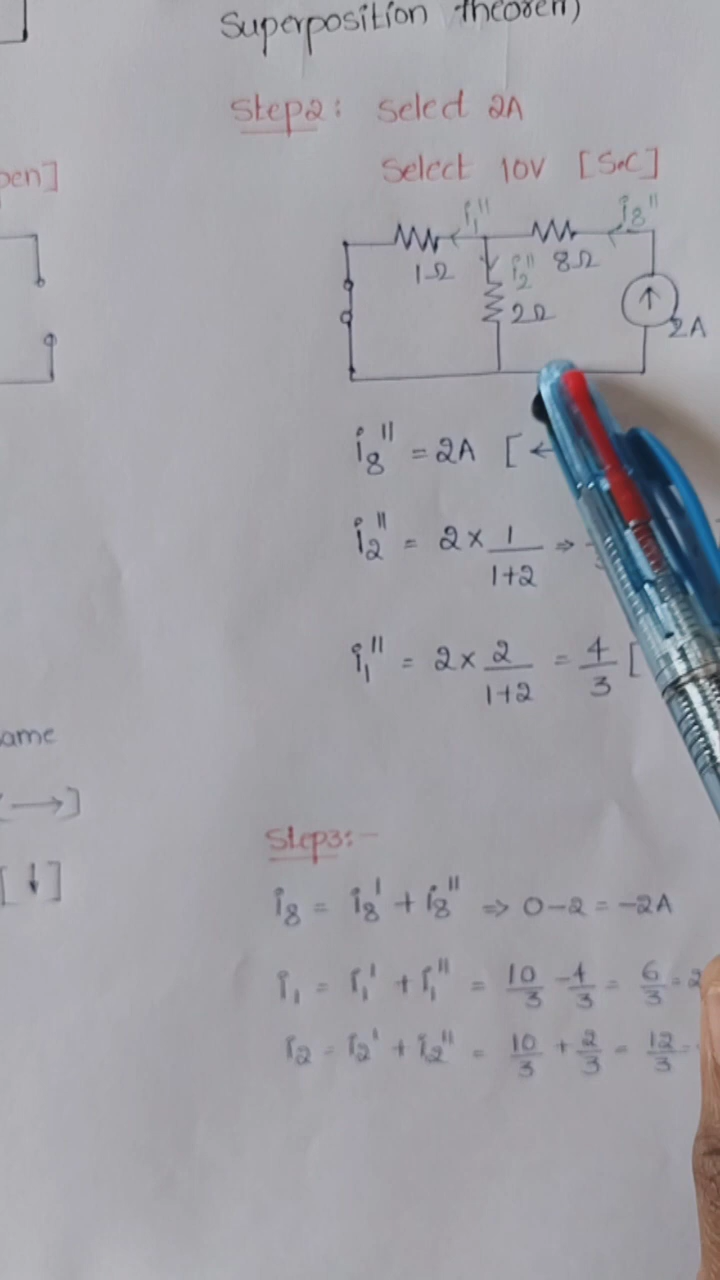 Superposition theorem)
Step2: Select 2A
Select 10V [S.C]
pen]
i₁'' i₈''
1Ω i₂'' 8Ω
2Ω
2A
i₈'' = 2A [←
i₂'' = 2 × 1/(1+2) ⇒
i₁'' = 2 × 2/(1+2) = 4/3 [
ame
[→]
[↓]
Step3:-
i₈ = i₈' + i₈'' ⇒ 0-2 = -2A
i₁ = i₁' + i₁'' = 10/3 - 4/3 = 6/3 = 2
i₂ = i₂' + i₂'' = 10/3 + 2/3 = 12/3 =